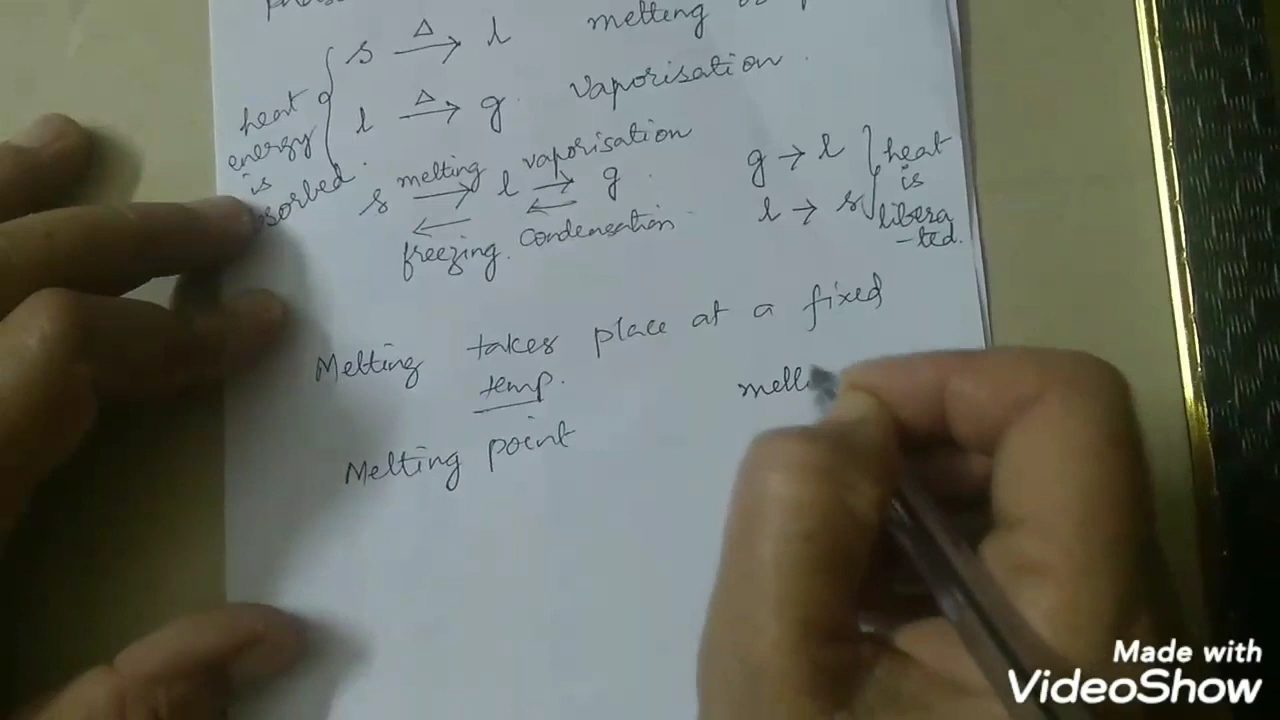 s Δ→ l melting
l Δ→ g. Vaporisation
heat energy is
s melting → l vaporisation ⇌ g
← freezing. condensation
g → l } heat
l → s } is
libera
-ted.
Melting takes place at a fixed
temp.
Melting point
Made with
VideoShow